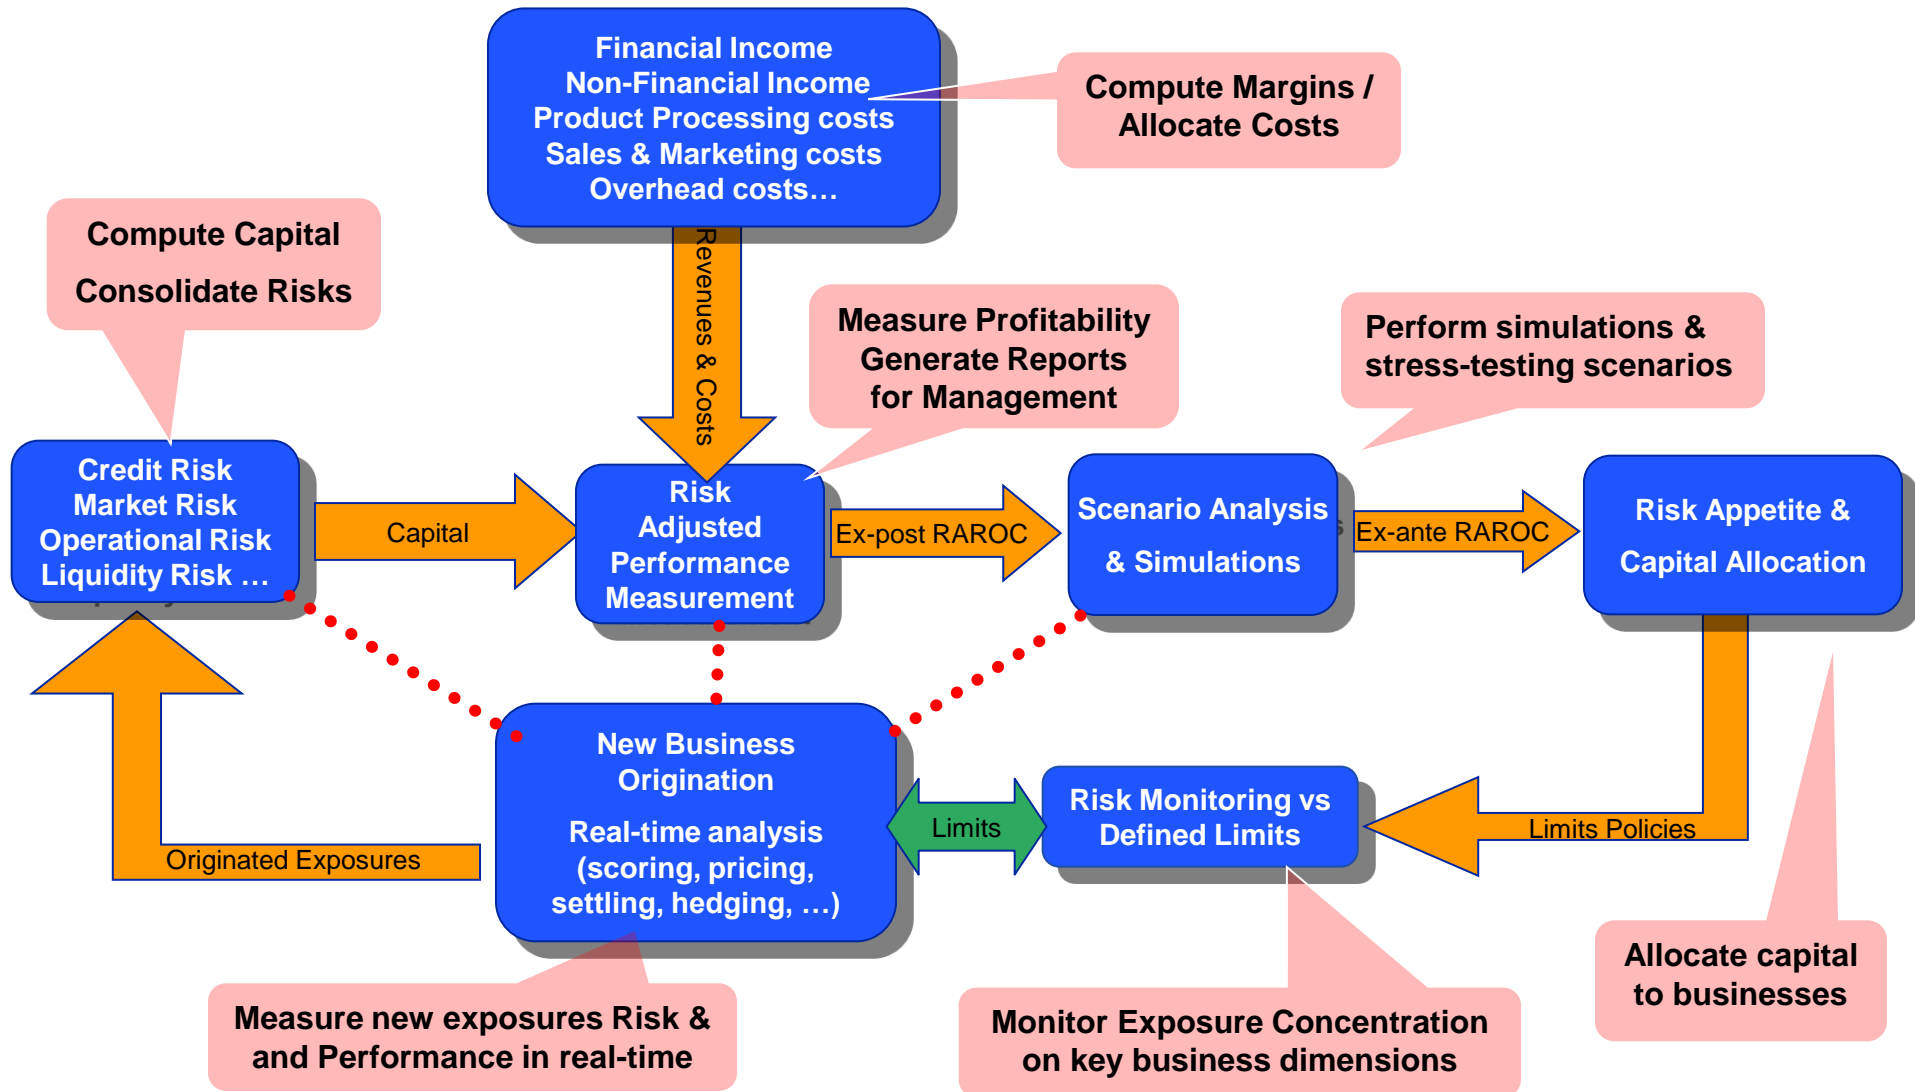 Financial Income
Non-Financial Income
Product Processing costs
Sales & Marketing costs
Overhead costs…
Compute Margins /
Allocate Costs
Compute Capital
Consolidate Risks
Revenues & Costs
Measure Profitability
Generate Reports
for Management
Perform simulations &
stress-testing scenarios
Credit Risk
Market Risk
Operational Risk
Liquidity Risk …
Capital
Risk
Adjusted
Performance
Measurement
Ex-post RAROC
Scenario Analysis
& Simulations
Ex-ante RAROC
Risk Appetite &
Capital Allocation
New Business
Origination
Real-time analysis
(scoring, pricing,
settling, hedging, …)
Limits
Risk Monitoring vs
Defined Limits
Limits Policies
Originated Exposures
Measure new exposures Risk &
and Performance in real-time
Monitor Exposure Concentration
on key business dimensions
Allocate capital
to businesses